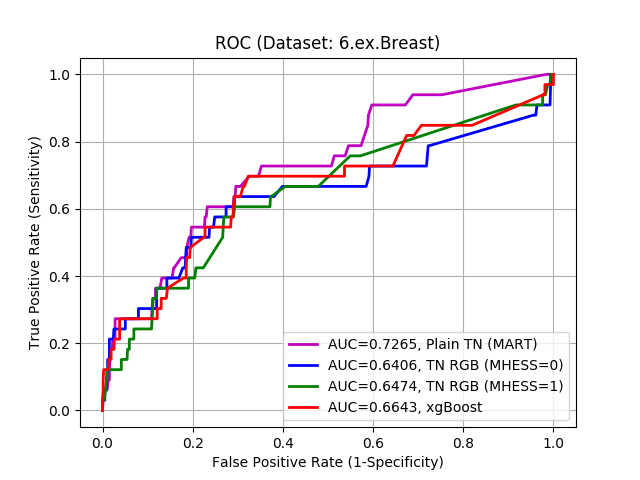 ROC (Dataset: 6.ex.Breast)
True Positive Rate (Sensitivity)
1.0
0.8
0.6
0.4
0.2
0.0
AUC=0.7265, Plain TN (MART)
AUC=0.6406, TN RGB (MHESS=0)
AUC=0.6474, TN RGB (MHESS=1)
AUC=0.6643, xgBoost
0.0 0.2 0.4 0.6 0.8 1.0
False Positive Rate (1-Specificity)